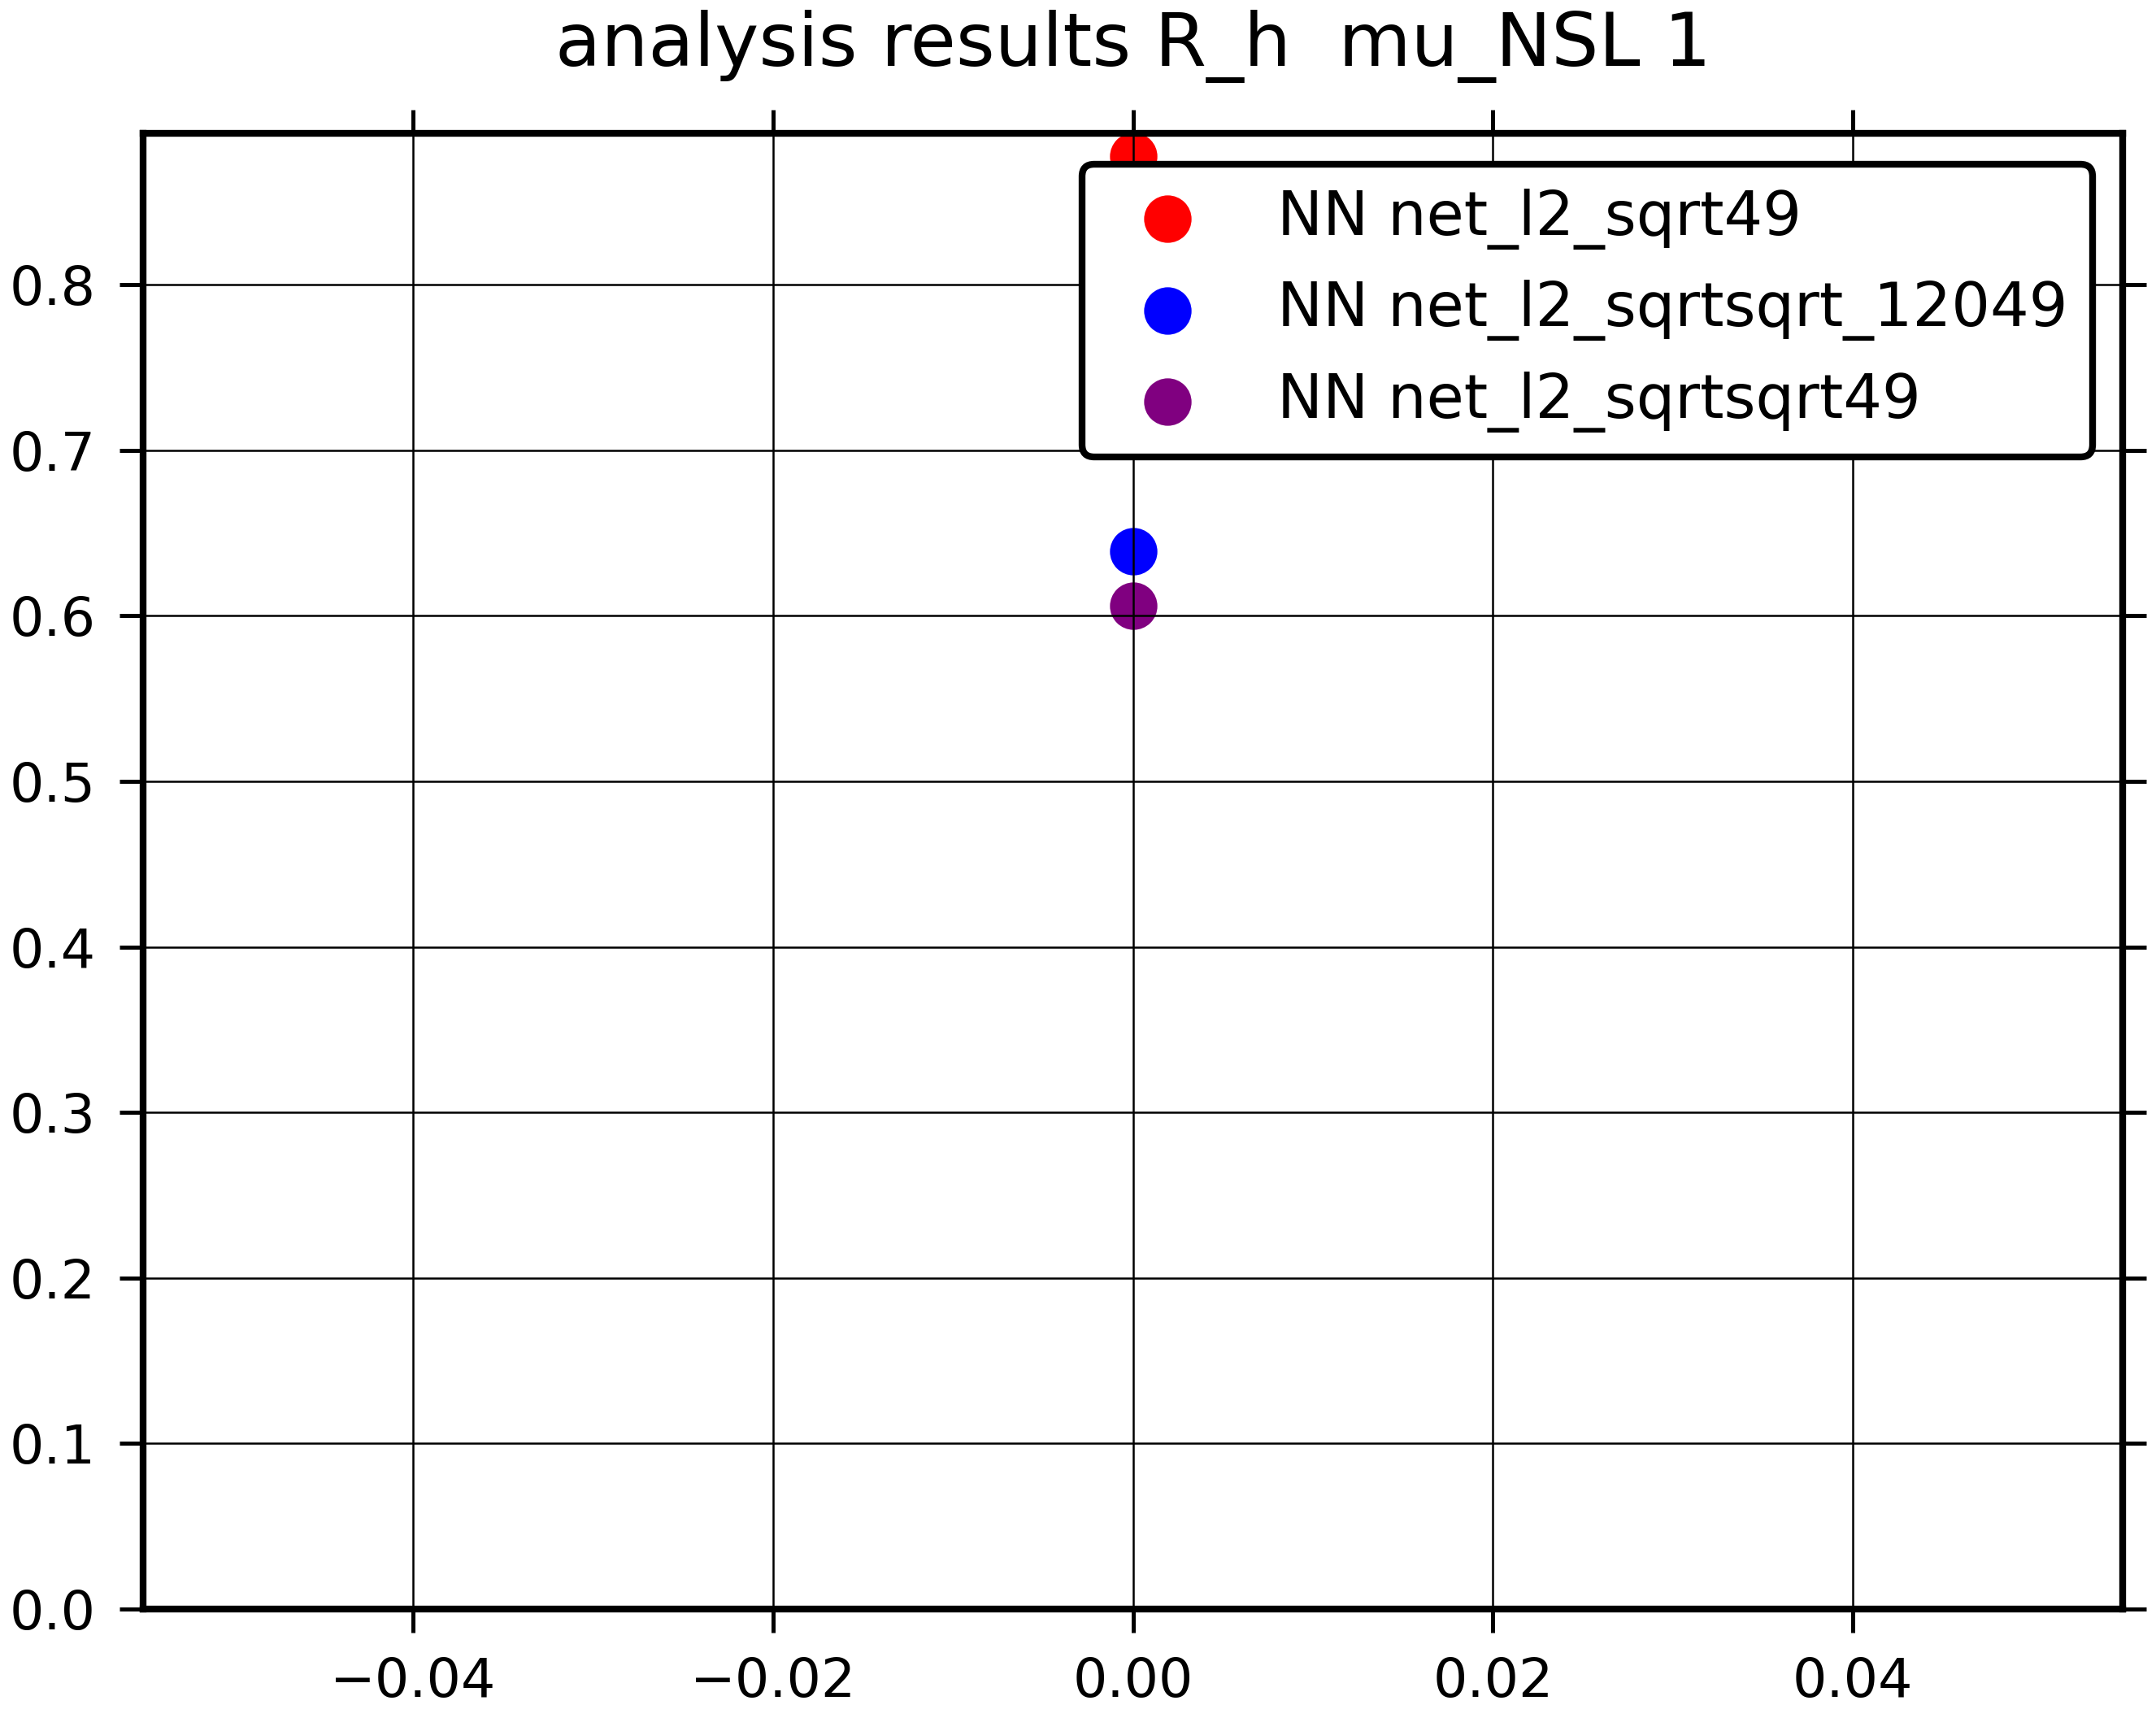 analysis results R_h  mu_NSL 1
NN net_l2_sqrt49
NN net_l2_sqrtsqrt_12049
NN net_l2_sqrtsqrt49
0.8
0.7
0.6
0.5
0.4
0.3
0.2
0.1
0.0
−0.04 −0.02 0.00 0.02 0.04